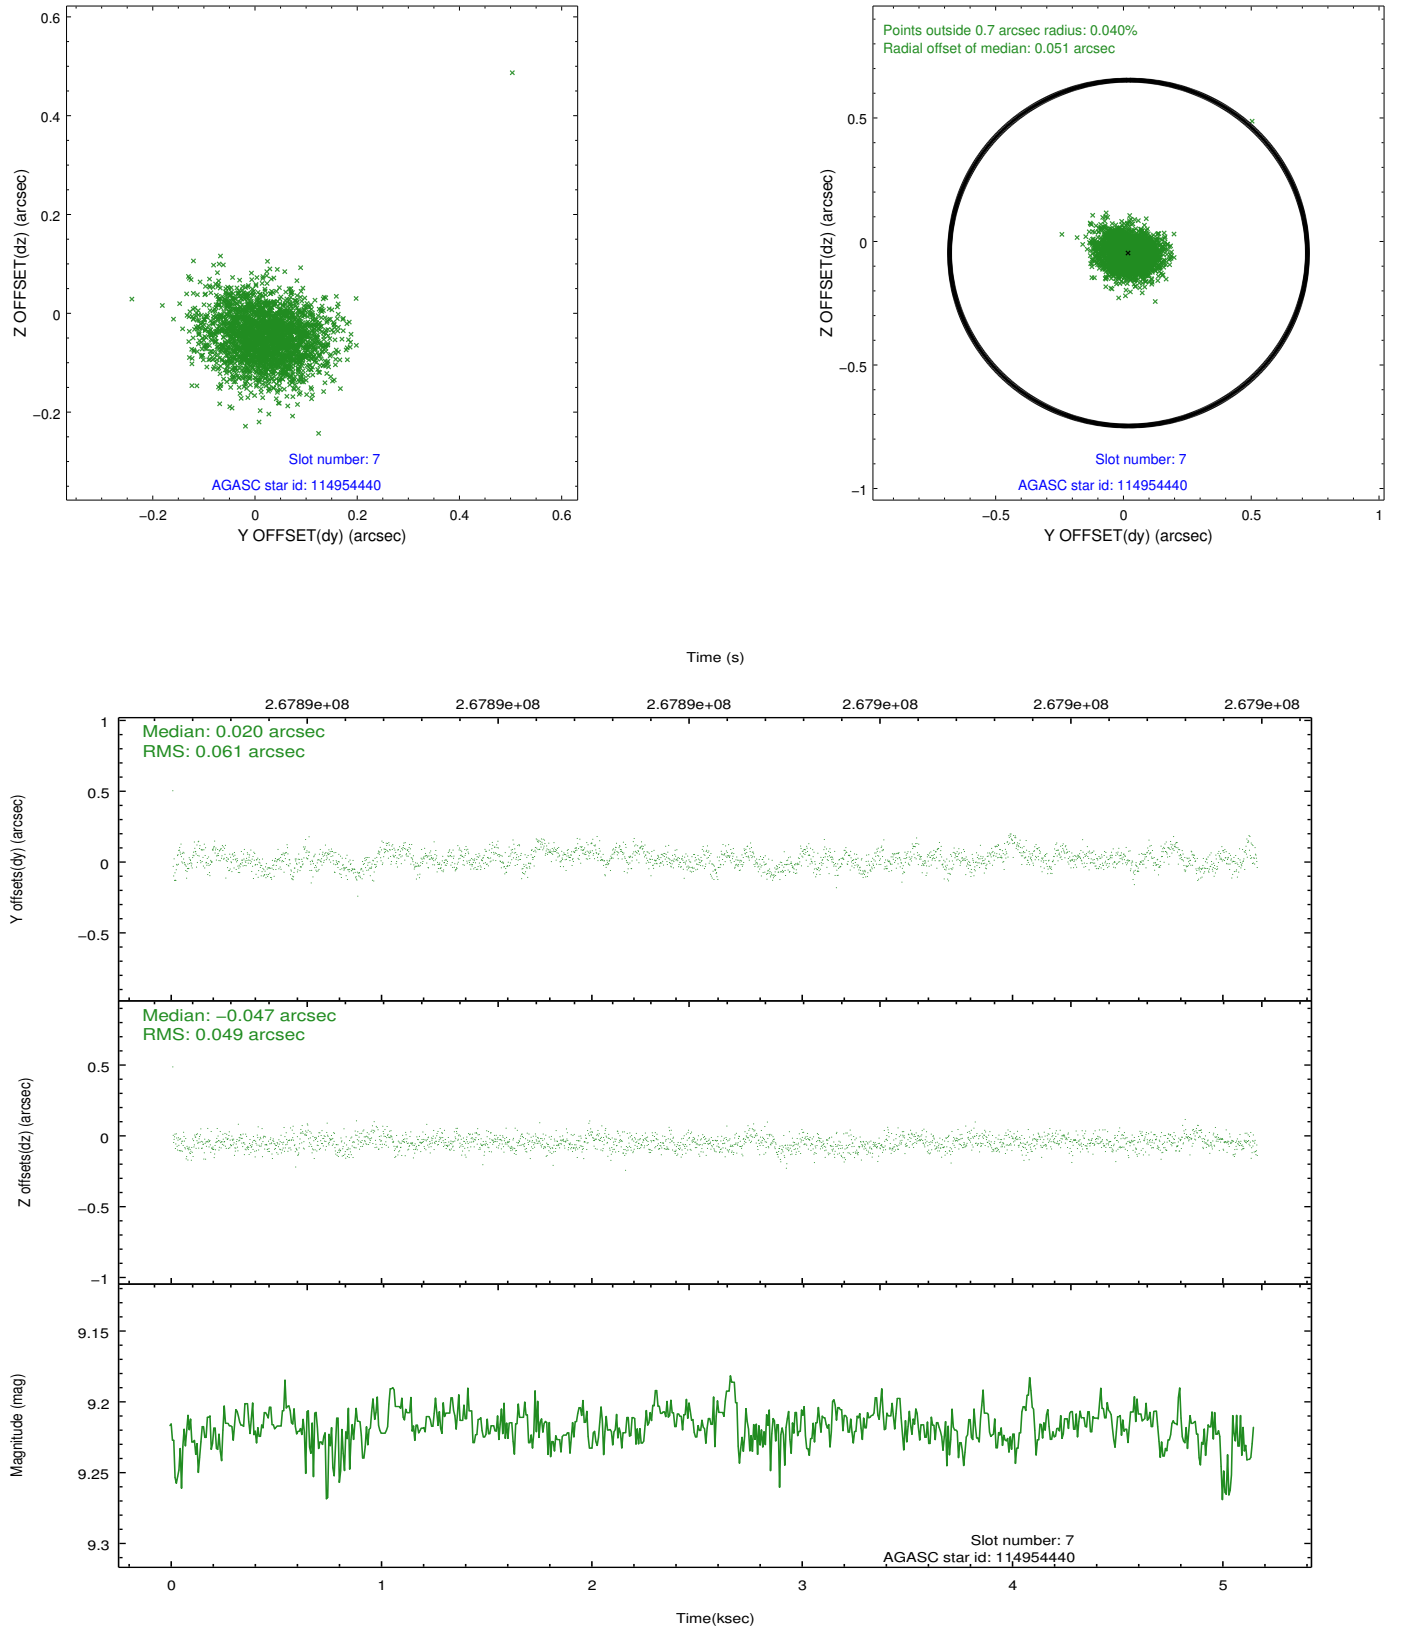 0.6
0.4
0.2
0
−0.2
Z OFFSET(dz) (arcsec)
Slot number: 7
AGASC star id: 114954440
−0.2 0 0.2 0.4 0.6
Y OFFSET(dy) (arcsec)
Points outside 0.7 arcsec radius: 0.040%
Radial offset of median: 0.051 arcsec
0.5
0
−0.5
−1
Z OFFSET(dz) (arcsec)
Slot number: 7
AGASC star id: 114954440
−0.5 0 0.5 1
Y OFFSET(dy) (arcsec)
Time (s)
2.6789e+08 2.6789e+08 2.6789e+08 2.679e+08 2.679e+08 2.679e+08
Median: 0.020 arcsec
RMS: 0.061 arcsec
1
0.5
0
−0.5
Y offsets(dy) (arcsec)
Median: −0.047 arcsec
RMS: 0.049 arcsec
0.5
0
−0.5
−1
Z offsets(dz) (arcsec)
9.15
9.2
9.25
9.3
Magnitude (mag)
Slot number: 7
AGASC star id: 114954440
0 1 2 3 4 5
Time(ksec)